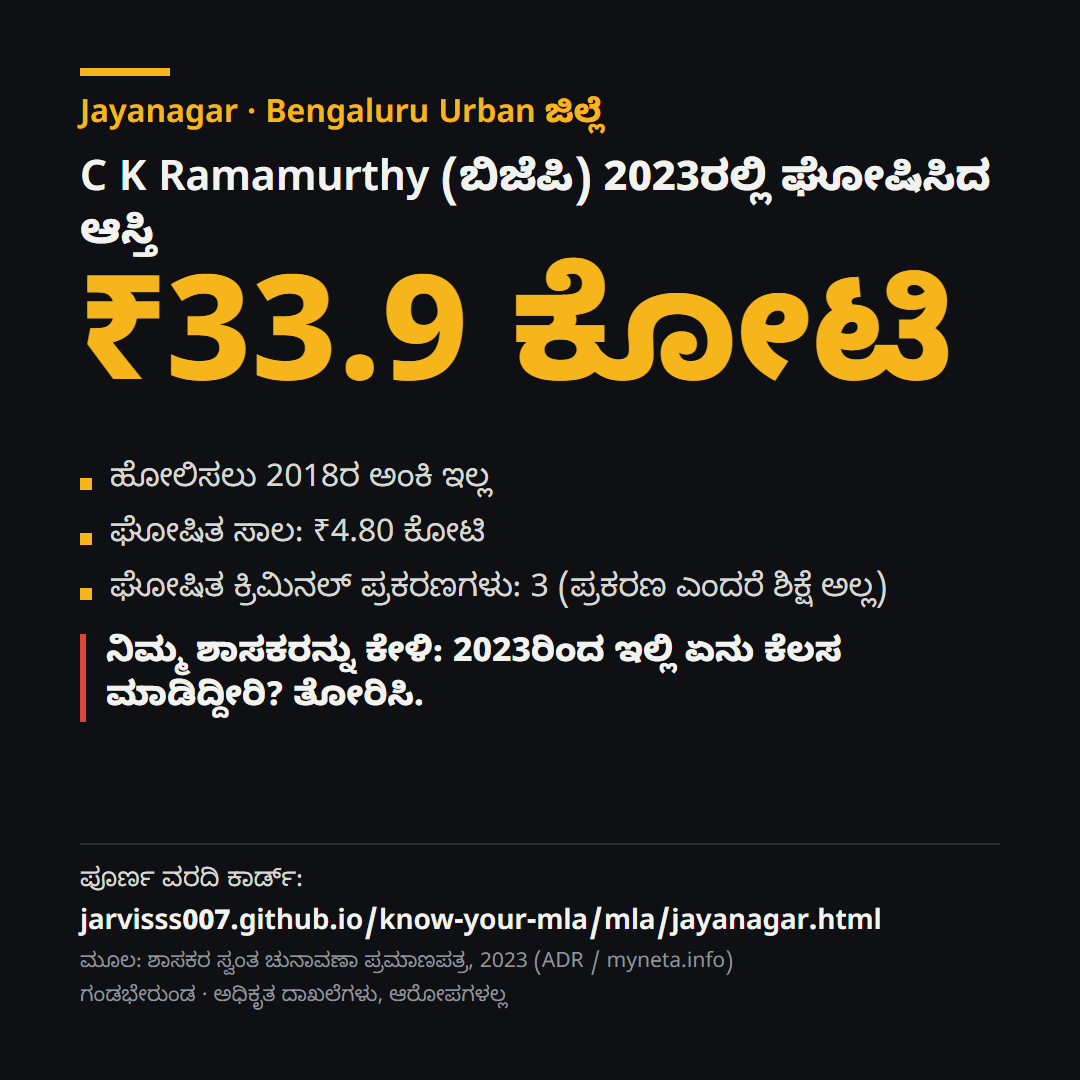 Jayanagar · Bengaluru Urban ಜಿಲ್ಲೆ
C K Ramamurthy (ಬಿಜೆಪಿ) 2023ರಲ್ಲಿ ಘೋಷಿಸಿದ
ಆಸ್ತಿ
₹33.9 ಕೋಟಿ
ಹೋಲಿಸಲು 2018ರ ಅಂಕಿ ಇಲ್ಲ
ಘೋಷಿತ ಸಾಲ: ₹4.80 ಕೋಟಿ
ಘೋಷಿತ ಕ್ರಿಮಿನಲ್ ಪ್ರಕರಣಗಳು: 3 (ಪ್ರಕರಣ ಎಂದರೆ ಶಿಕ್ಷೆ ಅಲ್ಲ)
ನಿಮ್ಮ ಶಾಸಕರನ್ನು ಕೇಳಿ: 2023ರಿಂದ ಇಲ್ಲಿ ಏನು ಕೆಲಸ
ಮಾಡಿದ್ದೀರಿ? ತೋರಿಸಿ.
ಪೂರ್ಣ ವರದಿ ಕಾರ್ಡ್:
jarvisss007.github.io/know-your-mla/mla/jayanagar.html
ಮೂಲ: ಶಾಸಕರ ಸ್ವಂತ ಚುನಾವಣಾ ಪ್ರಮಾಣಪತ್ರ, 2023 (ADR / myneta.info)
ಗಂಡಭೇರುಂಡ · ಅಧಿಕೃತ ದಾಖಲೆಗಳು, ಆರೋಪಗಳಲ್ಲ